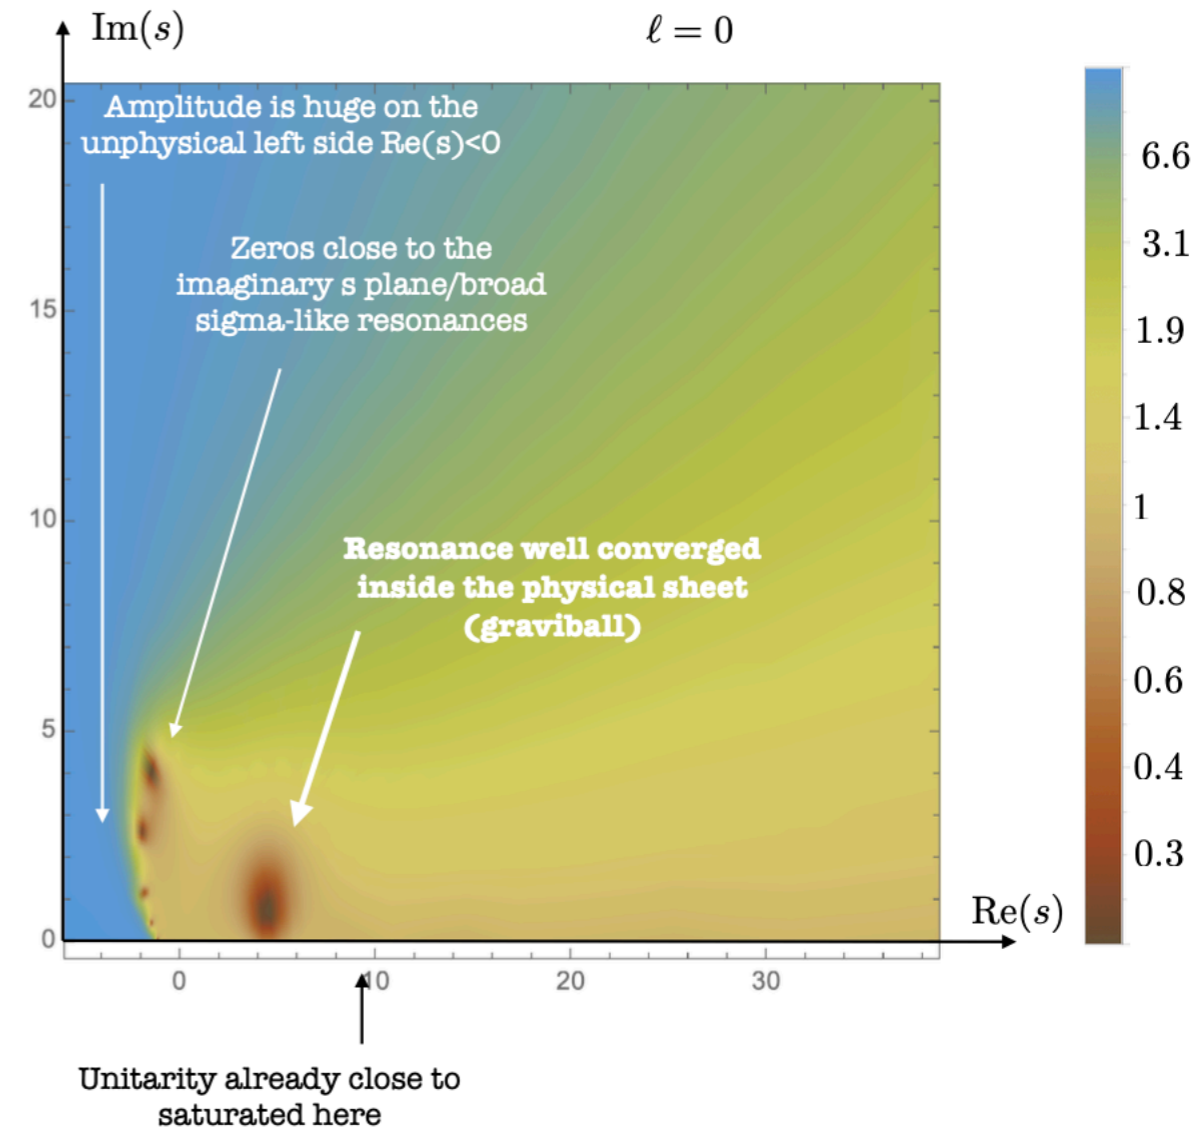 Im(s)
ℓ = 0
20
Amplitude is huge on the
unphysical left side Re(s)<0
6.6
Zeros close to the
imaginary s plane/broad
sigma-like resonances
3.1
15
1.9
1.4
10
1
Resonance well converged
inside the physical sheet
(graviball)
0.8
0.6
5
0.4
0.3
Re(s)
0
0 10 20 30
Unitarity already close to
saturated here